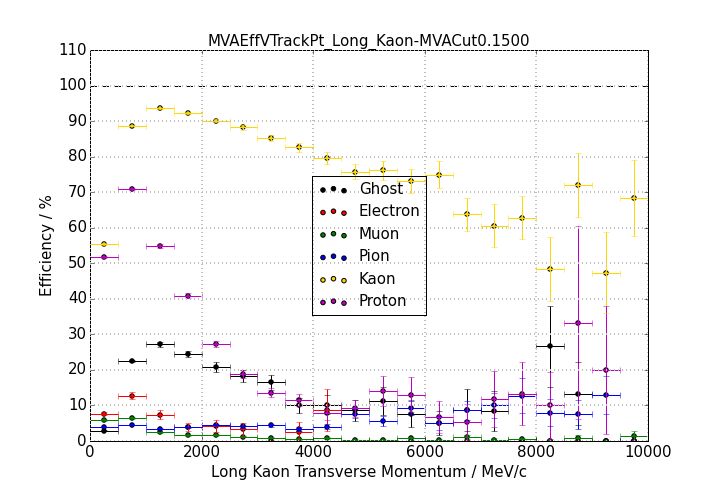 MVAEffVTrackPt_Long_Kaon-MVACut0.1500
110
100
90
80
70
60
50
40
30
20
10
0
Efficiency / %
Ghost
Electron
Muon
Pion
Kaon
Proton
0 2000 4000 6000 8000 10000
Long Kaon Transverse Momentum / MeV/c